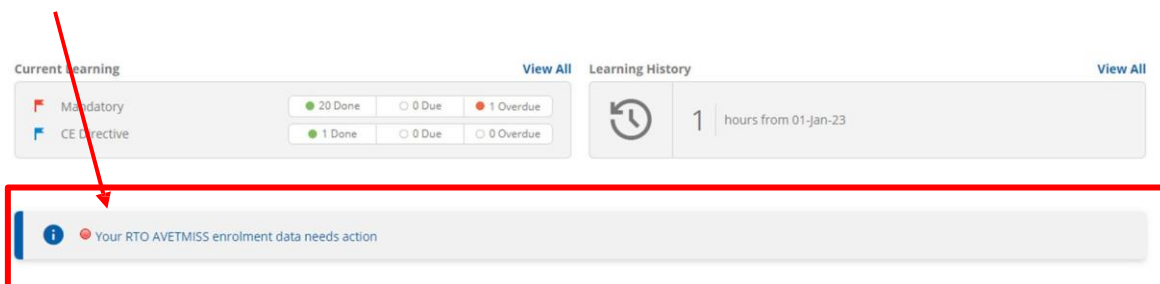 Current Learning View All
Mandatory 20 Done 0 Due 1 Overdue
CE Directive 1 Done 0 Due 0 Overdue
Learning History View All
1 hours from 01-Jan-23
Your RTO AVETMISS enrolment data needs action